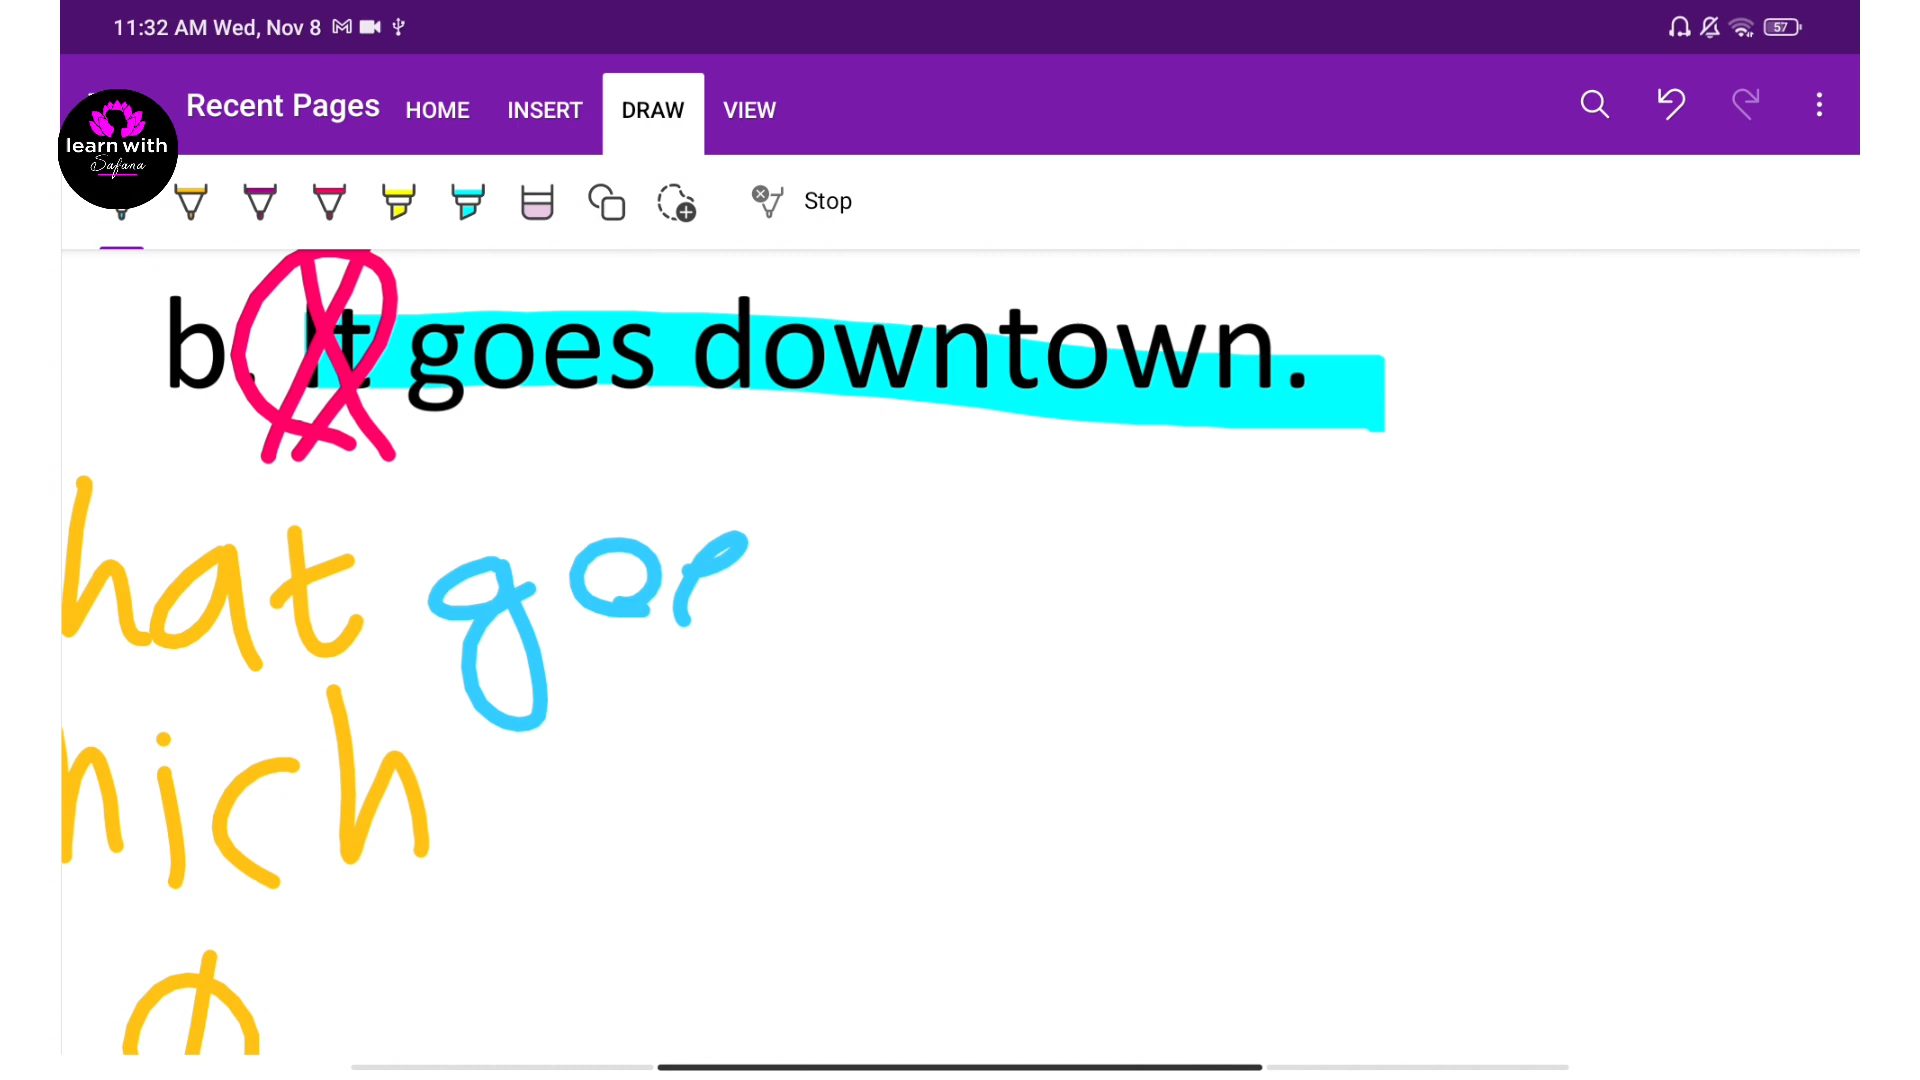 11:32 AM Wed, Nov 8
57
Recent Pages HOME INSERT DRAW VIEW
learn with
Safana
Stop
b. It goes downtown.
hat goe
hich